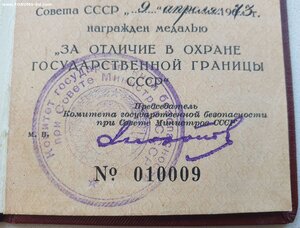 Совета СССР „ 9 “ апреля 1973 г.
награжден медалью
„ЗА ОТЛИЧИЕ В ОХРАНЕ
ГОСУДАРСТВЕННОЙ ГРАНИЦЫ
СССР“
Председатель
Комитета государственной безопасности
при Совете Министров СССР
м. п.
№ 010009